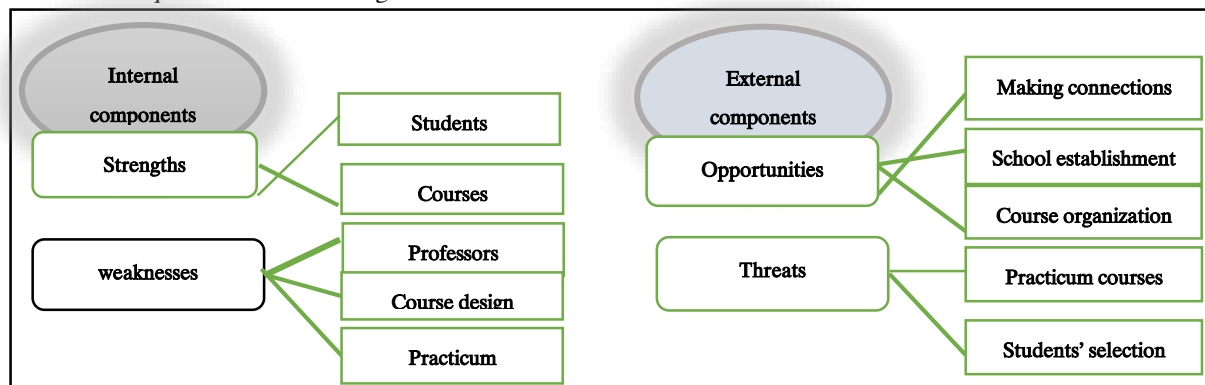 Internal
components
Strengths
Students
Courses
weaknesses
Professors
Course design
Practicum
External
components
Opportunities
Making connections
School establishment
Course organization
Threats
Practicum courses
Students’ selection